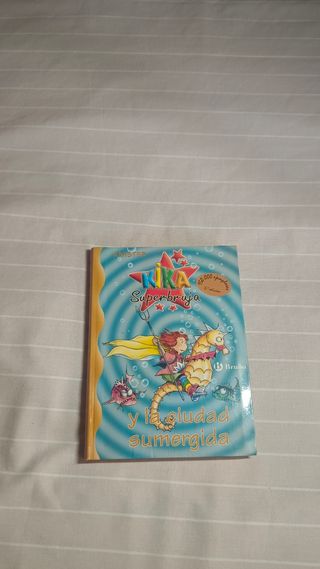 KIKA
Superbruja
Bruño
y la ciudad
sumergida